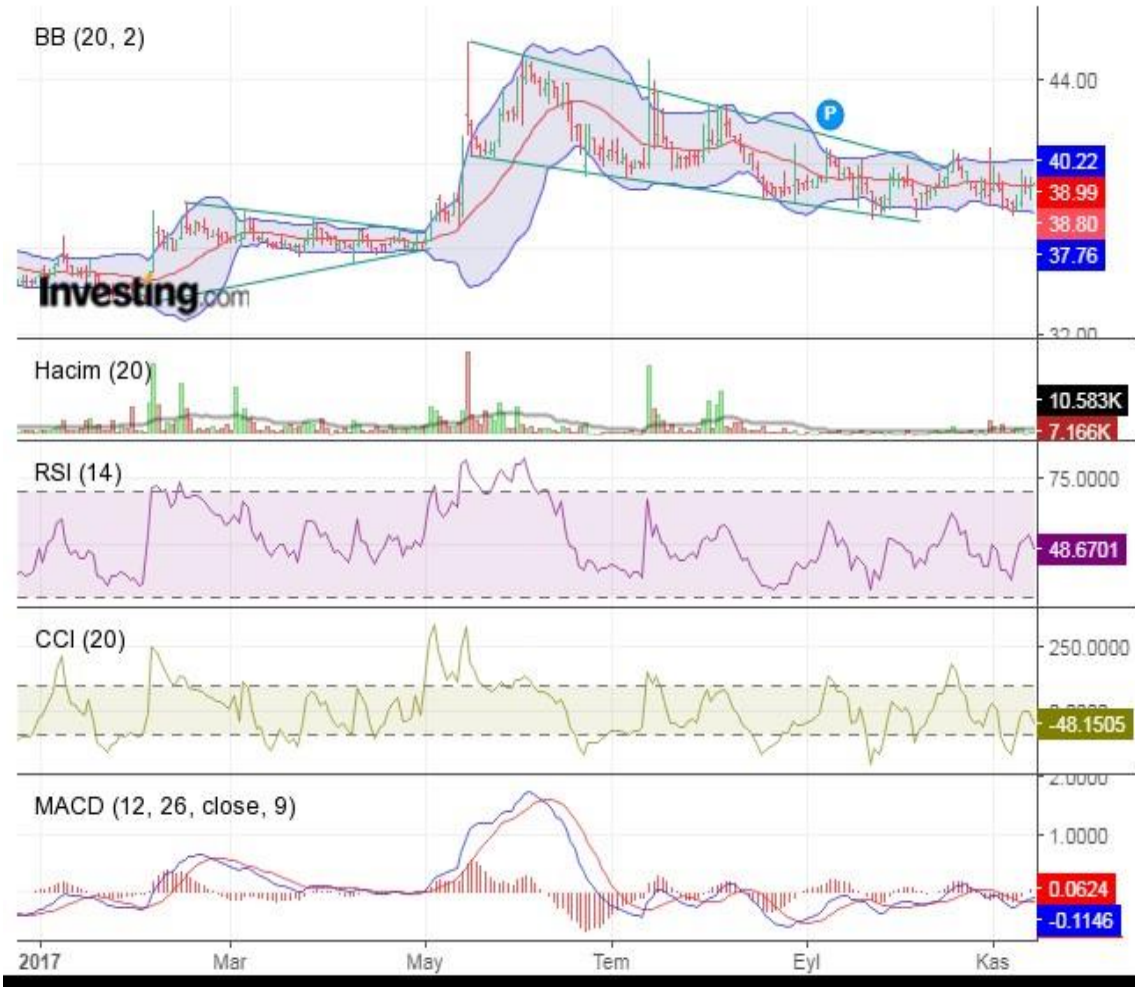 BB (20, 2)
44.00
P
40.22
38.99
38.80
37.76
Investing.com
32.00
Hacim (20)
10.583K
7.166K
RSI (14)
75.0000
48.6701
CCI (20)
250.0000
0.0000
-48.1505
2.0000
MACD (12, 26, close, 9)
1.0000
0.0624
-0.1146
2017 Mar May Tem Eyl Kas